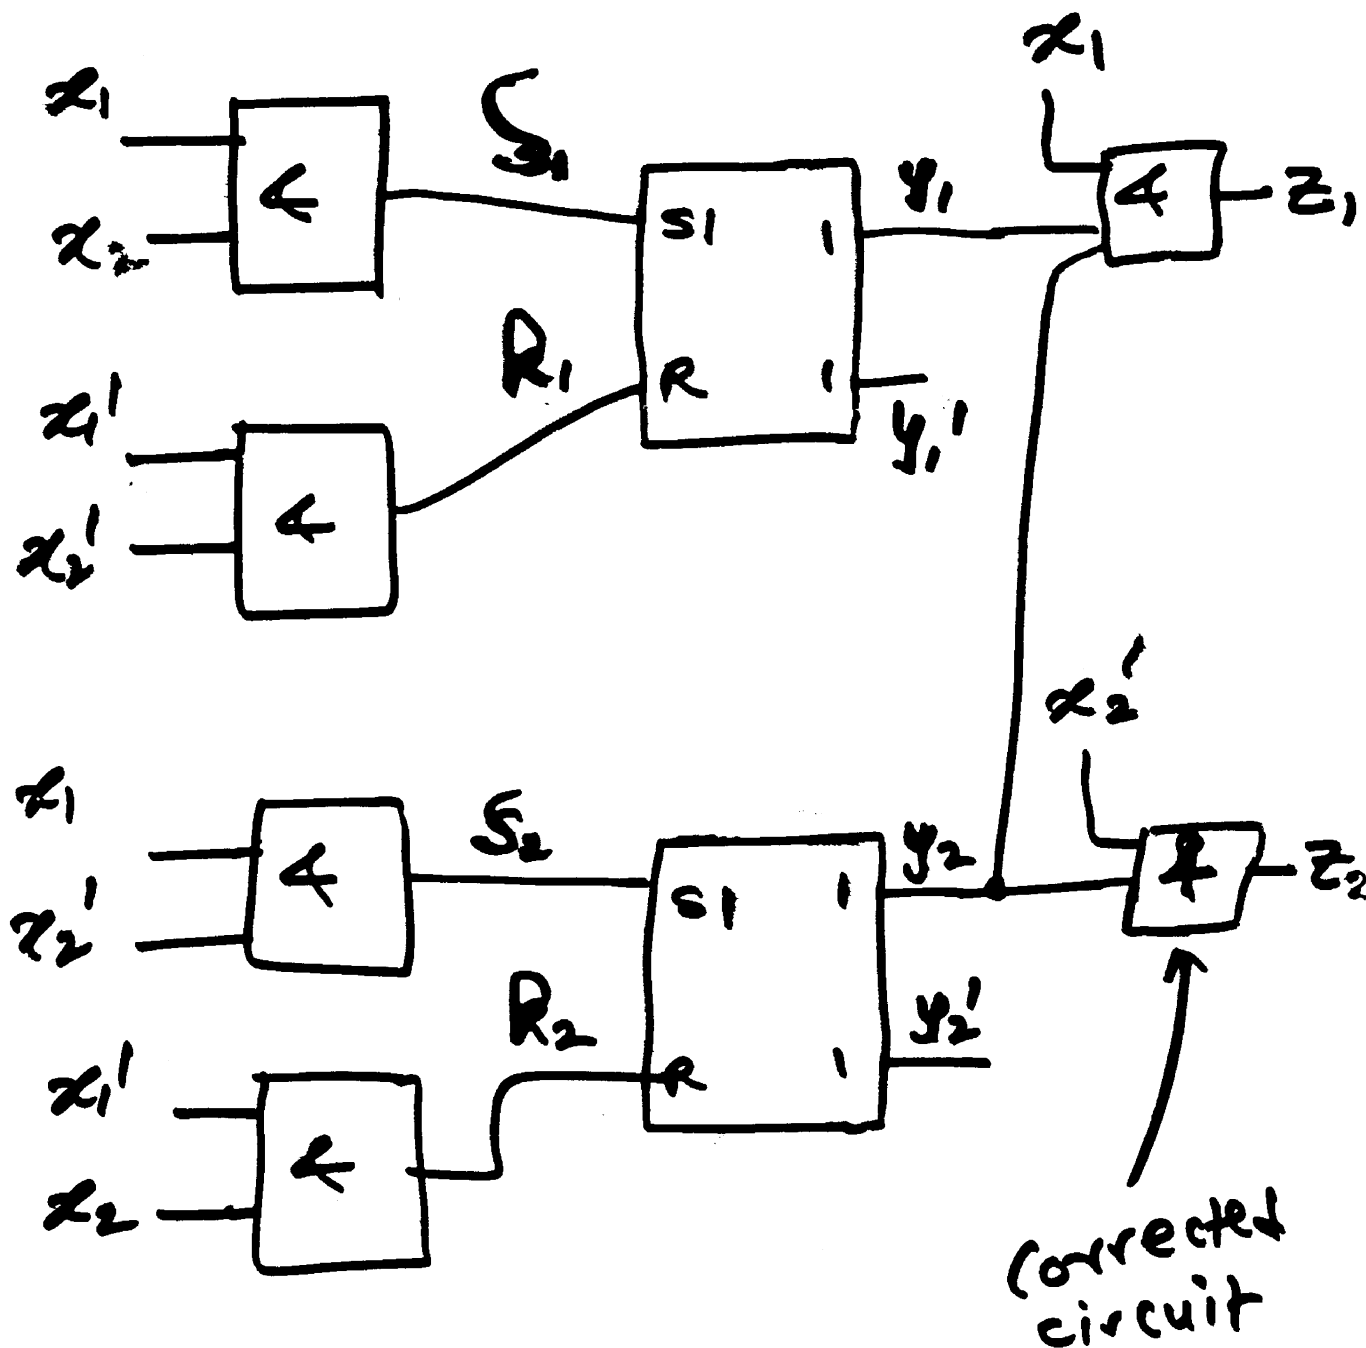 x₁
x₁
&
S₁
x₂
S1
1
y₁
&
Z₁
x₁'
R₁
R
1
y₁'
x₂'
&
x₂'
x₁
&
S₂
x₂'
S1
1
y₂
&
Z₂
x₁'
R₂
R
1
y₂'
x₂
&
corrected
circuit